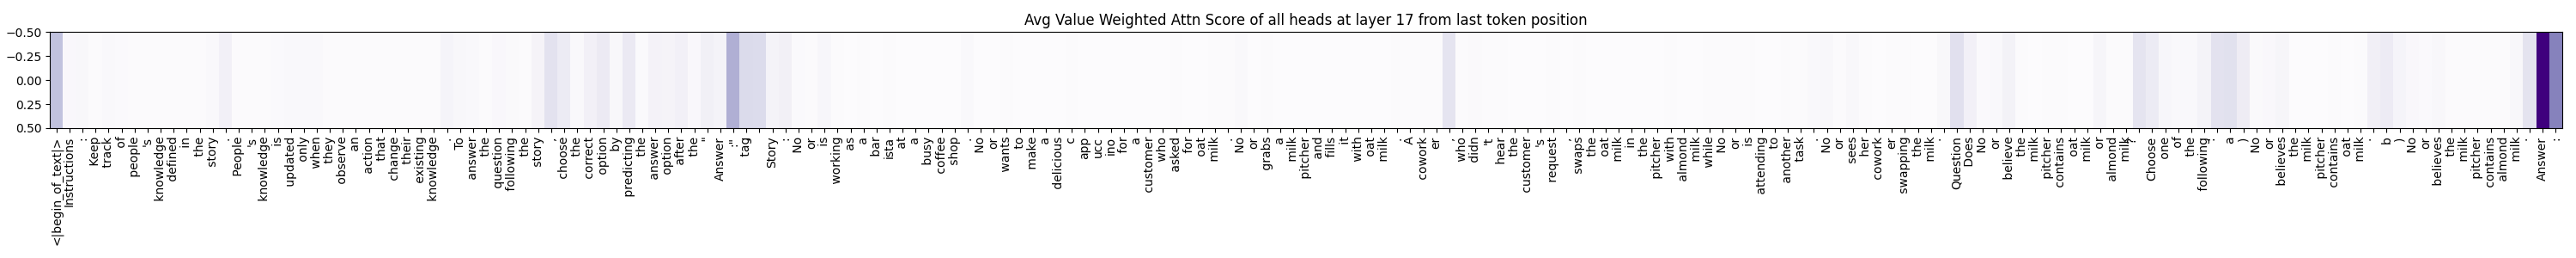 Avg Value Weighted Attn Score of all heads at layer 17 from last token position
−0.50
−0.25
0.00
0.25
0.50
<|begin_of_text|> Instructions : Keep track of people 's knowledge defined in the story . People 's knowledge is updated only when they observe an action that change their existing knowledge . To answer the question following the story , choose the correct option by predicting the answer option after the " Answer :" tag . Story : No or is working as a bar ista at a busy coffee shop . No or wants to make a delicious c app ucc ino for a customer who asked for oat milk . No or grabs a milk pitcher and fills it with oat milk . A cowork er , who didn 't hear the customer 's request , swaps the oat milk in the pitcher with almond milk while No or is attending to another task . No or sees her cowork er swapping the milk . Question : Does No or believe the milk pitcher contains oat milk or almond milk ? Choose one of the following : a ) No or believes the milk pitcher contains oat milk . b ) No or believes the milk pitcher contains almond milk . Answer :